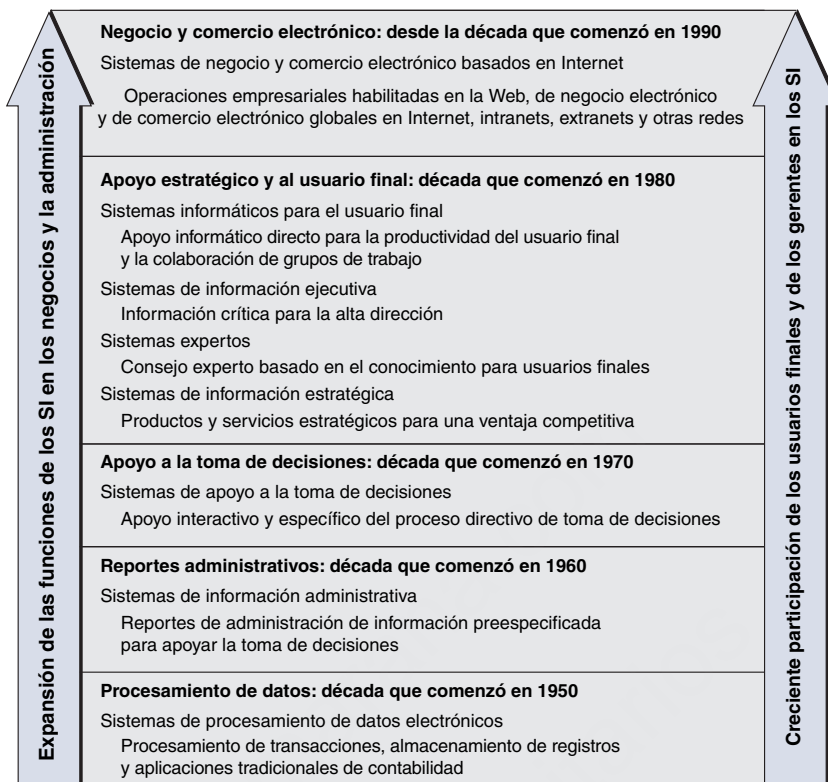 Expansión de las funciones de los SI en los negocios y la administración
Negocio y comercio electrónico: desde la década que comenzó en 1990
Sistemas de negocio y comercio electrónico basados en Internet
Operaciones empresariales habilitadas en la Web, de negocio electrónico
y de comercio electrónico globales en Internet, intranets, extranets y otras redes
Apoyo estratégico y al usuario final: década que comenzó en 1980
Sistemas informáticos para el usuario final
Apoyo informático directo para la productividad del usuario final
y la colaboración de grupos de trabajo
Sistemas de información ejecutiva
Información crítica para la alta dirección
Sistemas expertos
Consejo experto basado en el conocimiento para usuarios finales
Sistemas de información estratégica
Productos y servicios estratégicos para una ventaja competitiva
Apoyo a la toma de decisiones: década que comenzó en 1970
Sistemas de apoyo a la toma de decisiones
Apoyo interactivo y específico del proceso directivo de toma de decisiones
Reportes administrativos: década que comenzó en 1960
Sistemas de información administrativa
Reportes de administración de información preespecificada
para apoyar la toma de decisiones
Procesamiento de datos: década que comenzó en 1950
Sistemas de procesamiento de datos electrónicos
Procesamiento de transacciones, almacenamiento de registros
y aplicaciones tradicionales de contabilidad
Creciente participación de los usuarios finales y de los gerentes en los SI